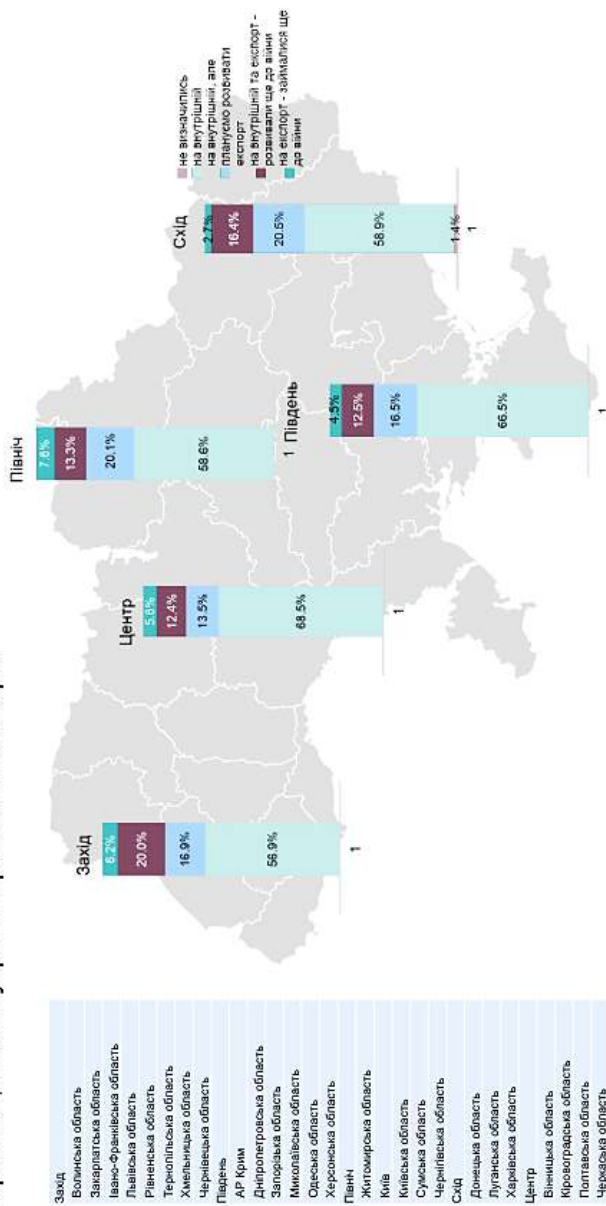 Захід
Волинська область
Закарпатська область
Івано-Франківська область
Львівська область
Рівненська область
Тернопільська область
Хмельницька область
Чернівецька область
Південь
АР Крим
Дніпропетровська область
Запорізька область
Миколаївська область
Одеська область
Херсонська область
Північ
Житомирська область
Київ
Київська область
Сумська область
Чернігівська область
Схід
Донецька область
Луганська область
Харківська область
Центр
Вінницька область
Кіровоградська область
Полтавська область
Черкаська область
Захід
6.2%
20.0%
16.9%
56.9%
1
Центр
5.6%
12.4%
13.5%
68.5%
1
Північ
7.6%
13.3%
20.1%
58.6%
1
Південь
4.5%
12.5%
16.5%
66.5%
1
Схід
2.7%
16.4%
20.5%
58.9%
1.4%
1
не визначились
на внутрішній
на внутрішній, але
плануємо розвивати
експорт
на внутрішній та експорт -
розвивали ще до війни
на експорт - займалися ще
до війни